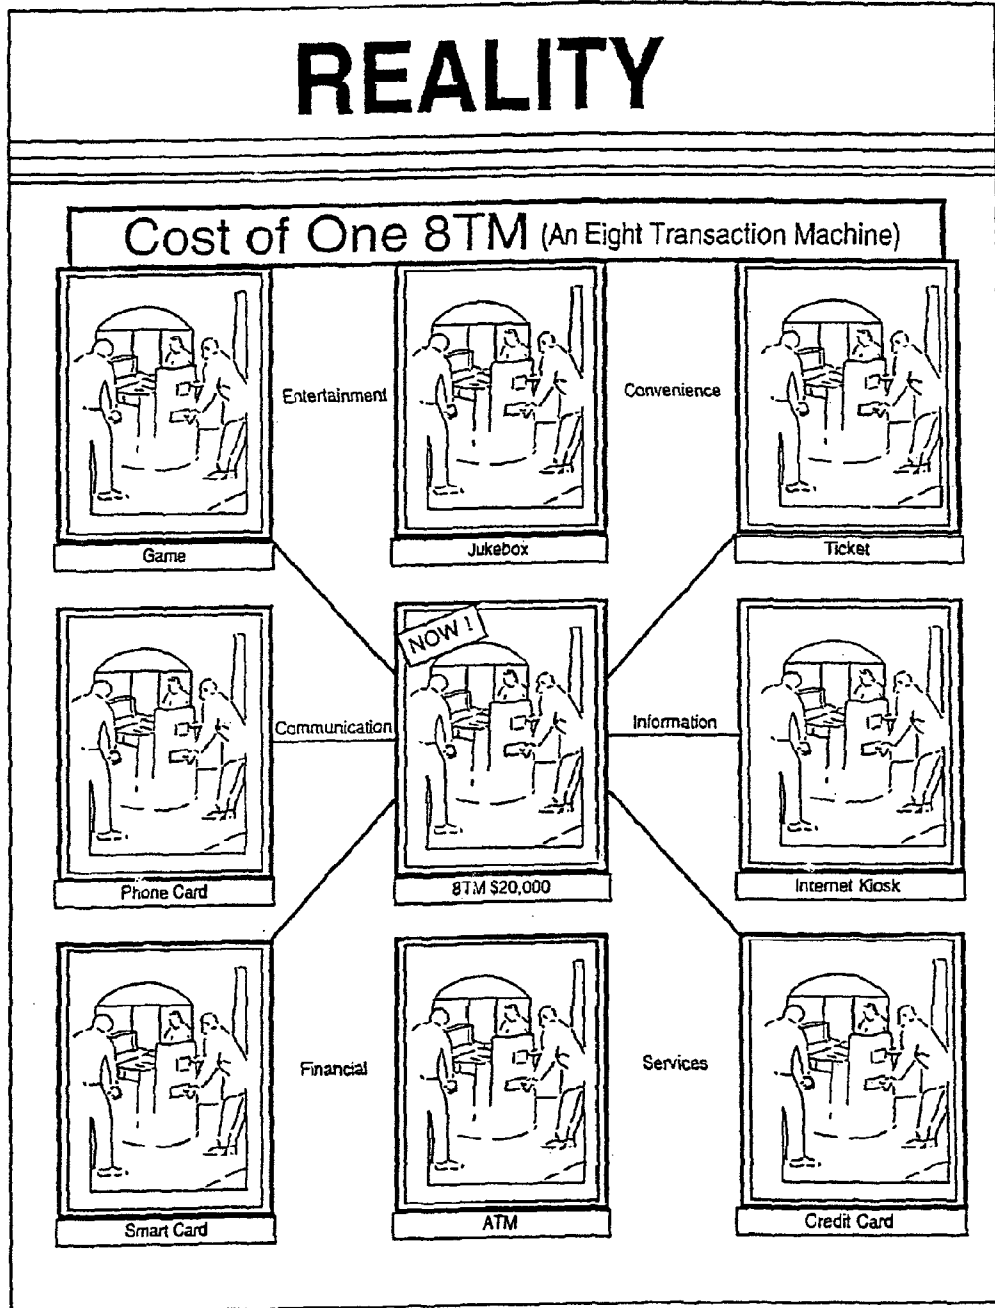 REALITY
Cost of One 8TM (An Eight Transaction Machine)
Entertainment
Convenience
Game
Jukebox
Ticket
NOW !
Communication
Information
Phone Card
8TM $20,000
Internet Kiosk
Financial
Services
Smart Card
ATM
Credit Card